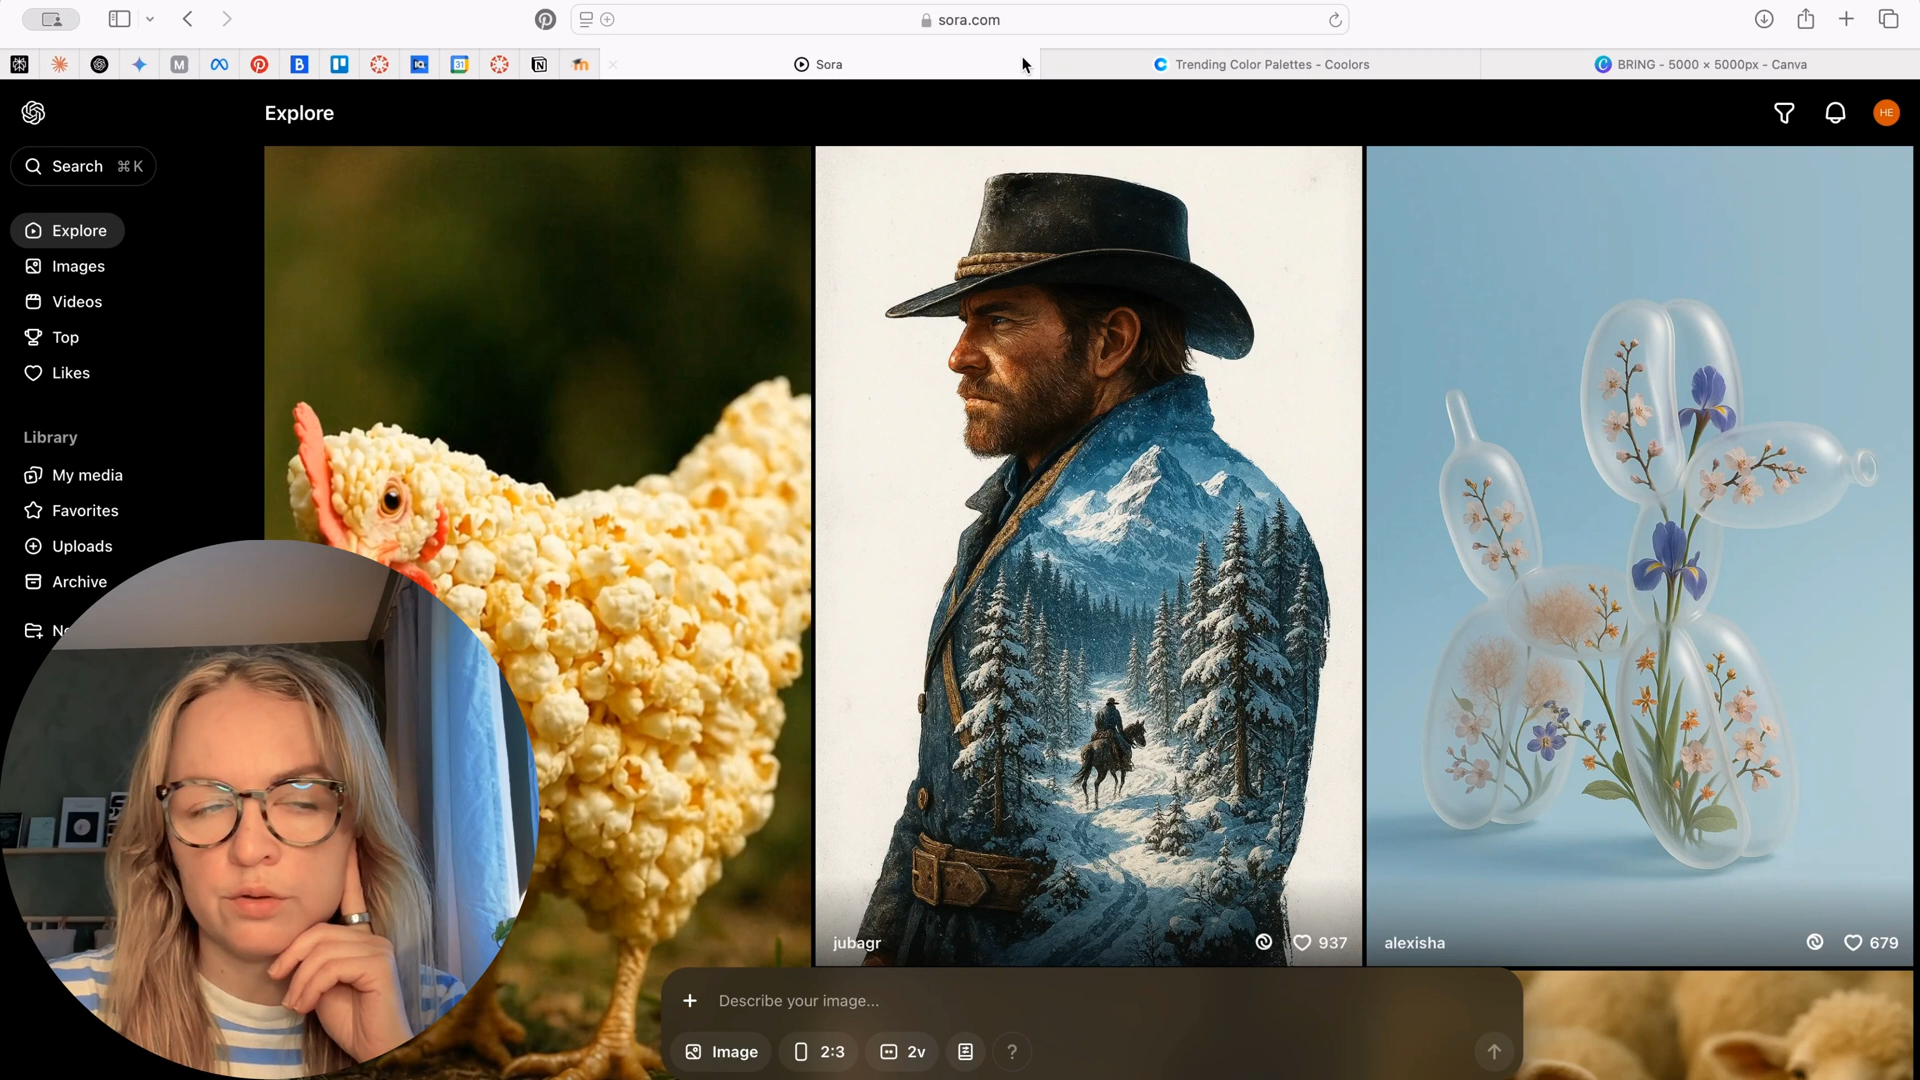 sora.com
Sora
Trending Color Palettes - Coolors
BRING - 5000 × 5000px - Canva
Explore
HE
Search ⌘ K
Explore
Images
Videos
Top
Likes
Library
My media
Favorites
Uploads
Archive
jubagr
937
alexisha
679
Describe your image...
Image
2:3
2v
?